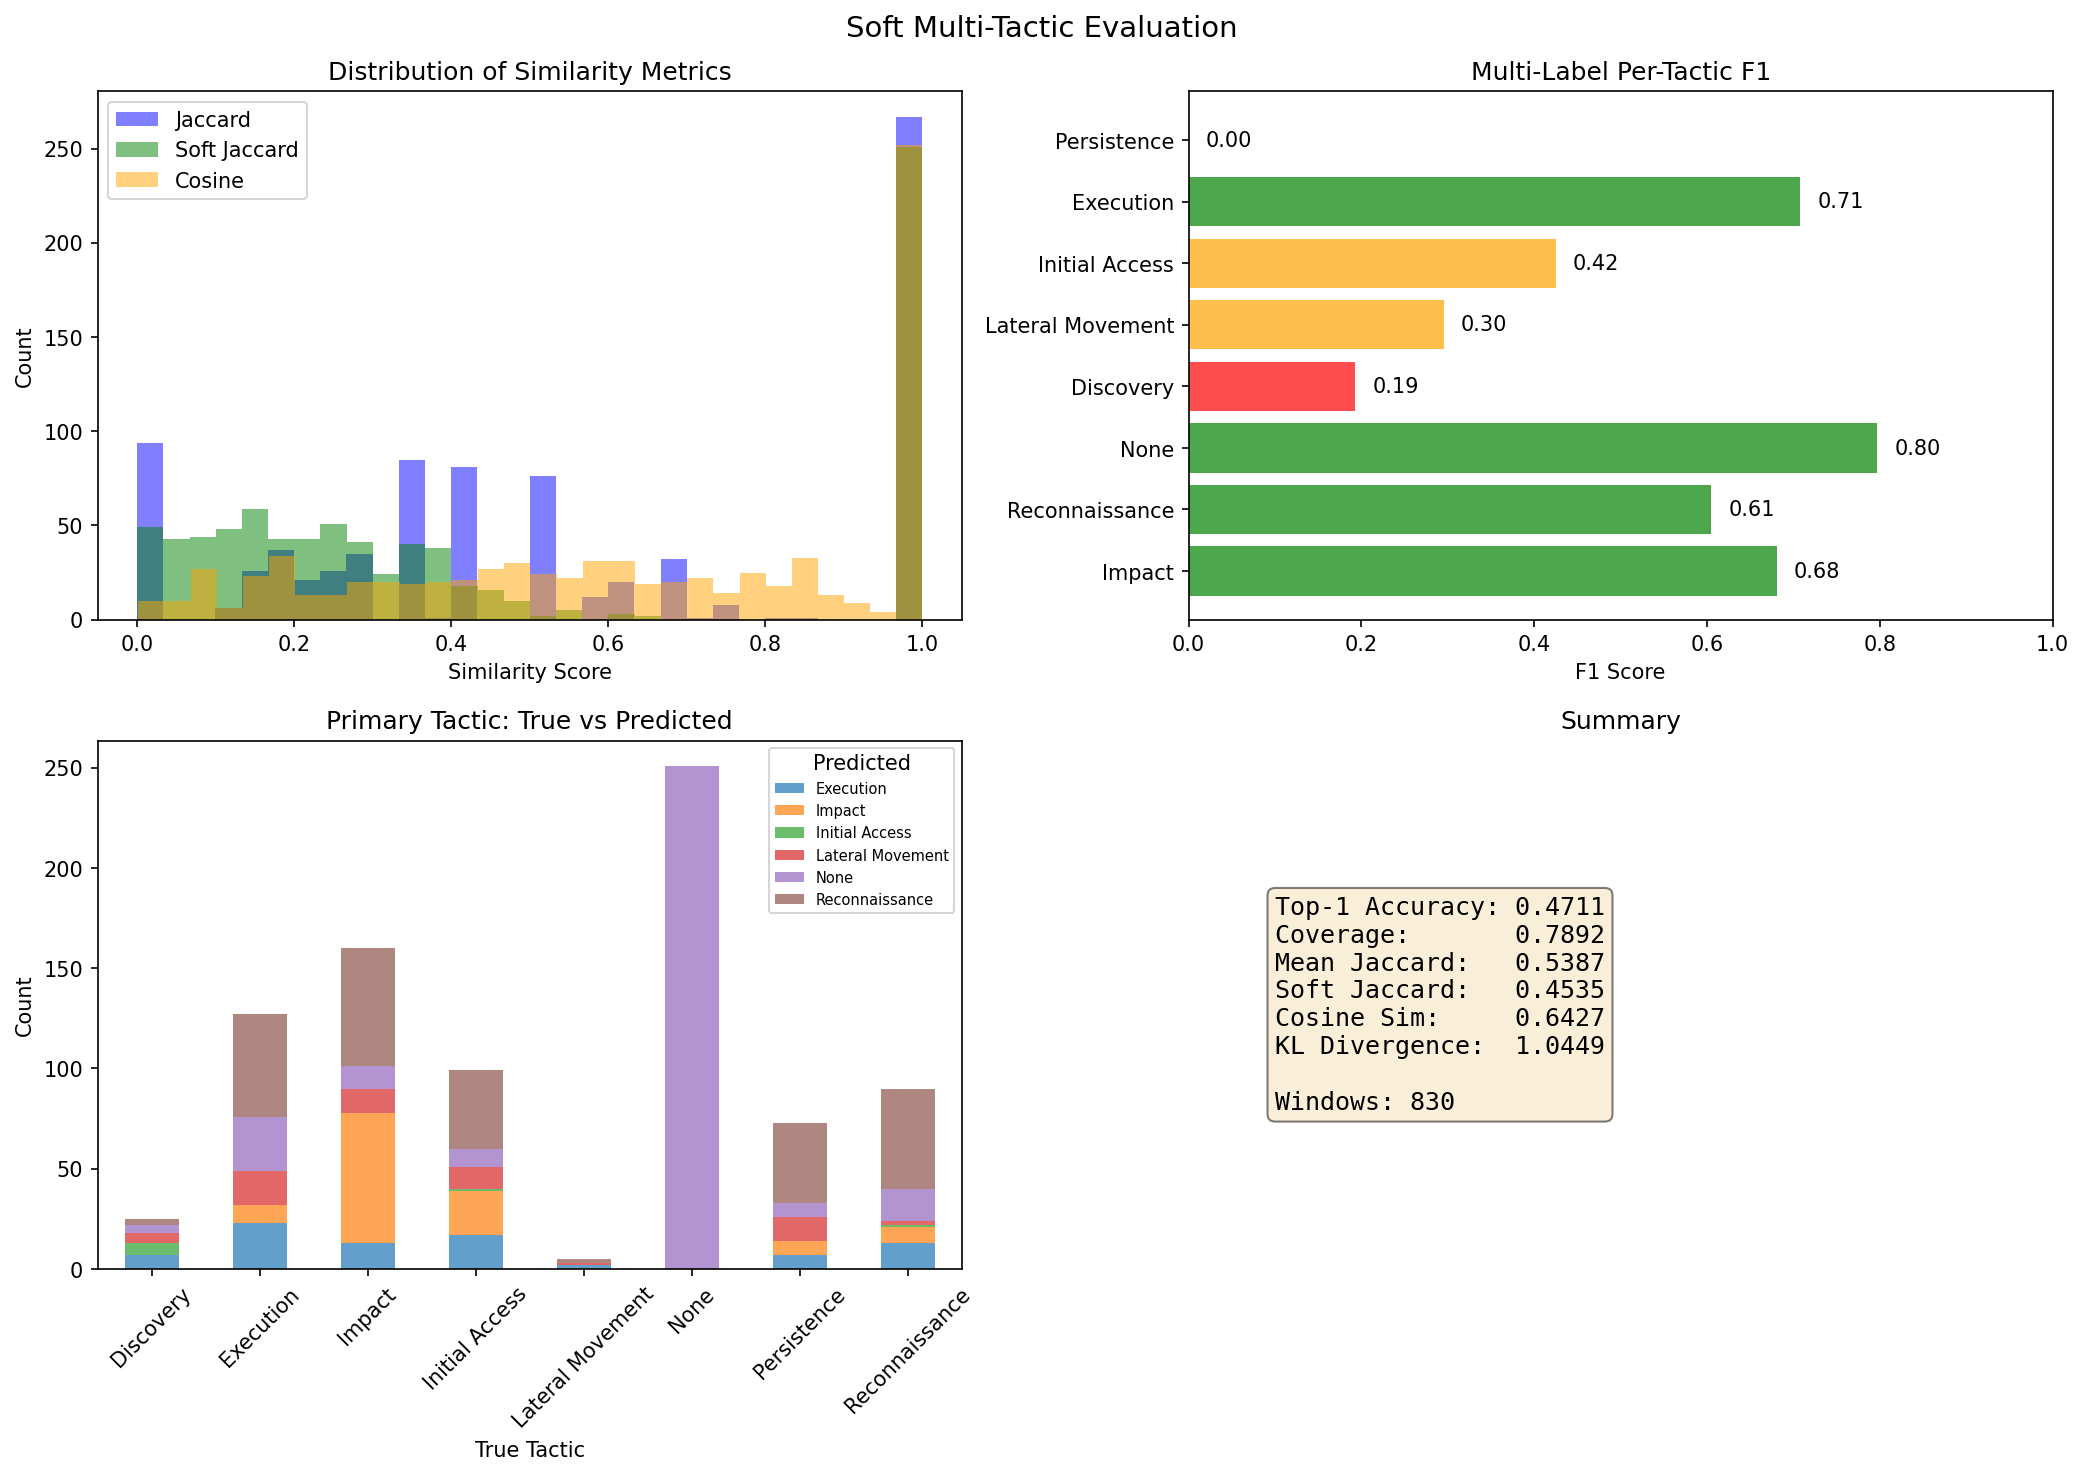 Soft Multi-Tactic Evaluation
Distribution of Similarity Metrics
Jaccard
Soft Jaccard
Cosine
250
200
150
100
50
0
Count
0.0 0.2 0.4 0.6 0.8 1.0
Similarity Score
Multi-Label Per-Tactic F1
Persistence 0.00
Execution 0.71
Initial Access 0.42
Lateral Movement 0.30
Discovery 0.19
None 0.80
Reconnaissance 0.61
Impact 0.68
0.0 0.2 0.4 0.6 0.8 1.0
F1 Score
Primary Tactic: True vs Predicted
Predicted
Execution
Impact
Initial Access
Lateral Movement
None
Reconnaissance
250
200
150
100
50
0
Count
Discovery
Execution
Impact
Initial Access
Lateral Movement
None
Persistence
Reconnaissance
True Tactic
Summary
Top-1 Accuracy: 0.4711
Coverage: 0.7892
Mean Jaccard: 0.5387
Soft Jaccard: 0.4535
Cosine Sim: 0.6427
KL Divergence: 1.0449
Windows: 830